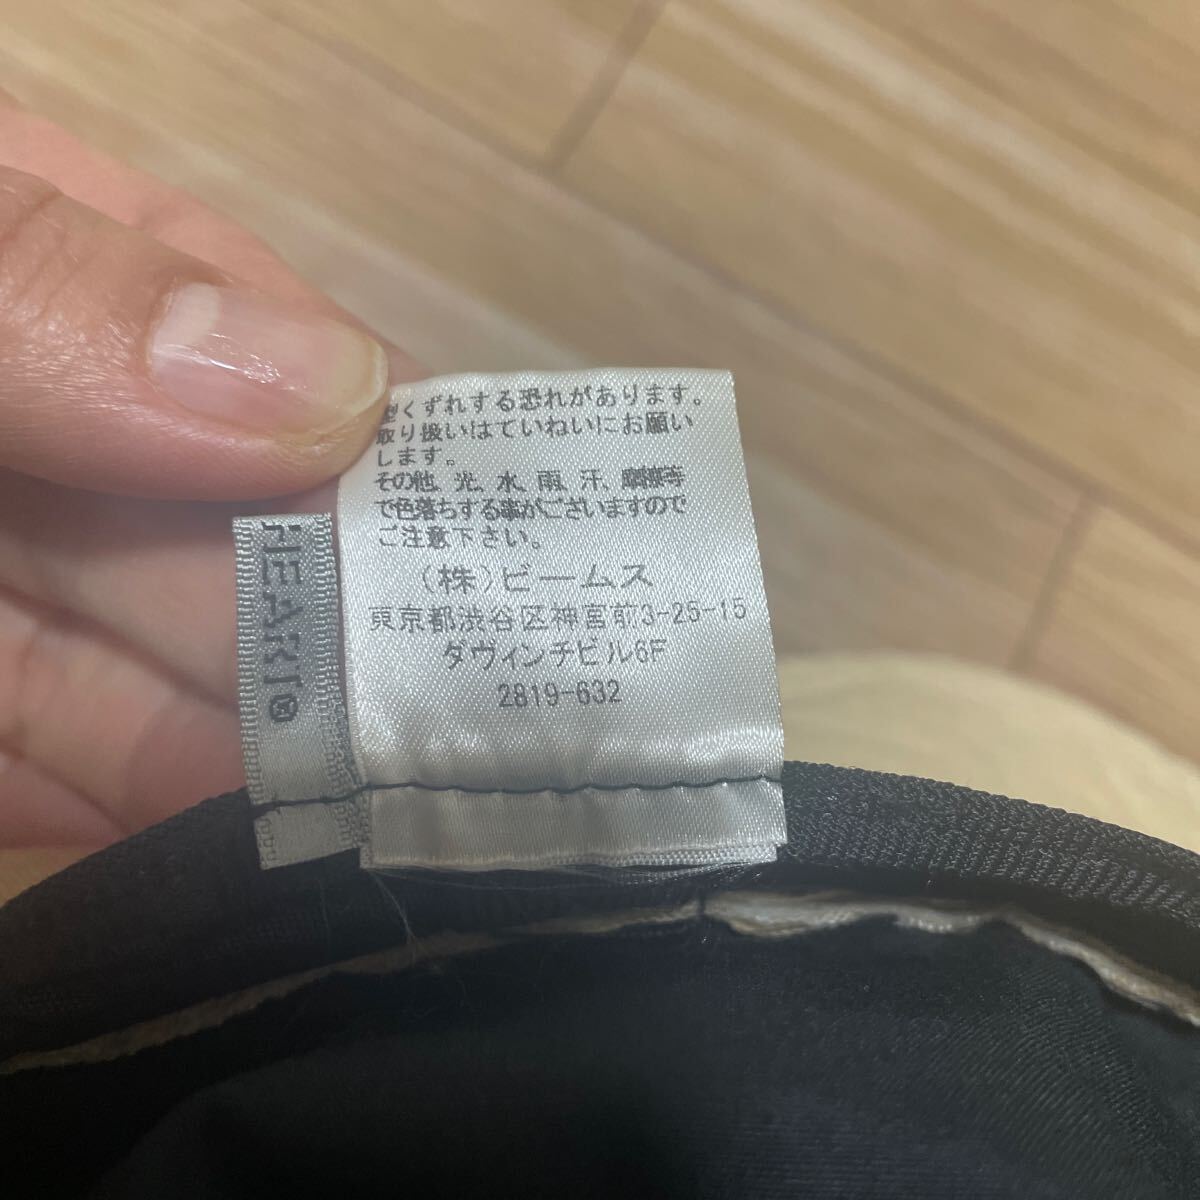 型くずれする恐れがあります。
取り扱いはていねいにお願い
します。
その他、光、水、雨、汗、摩擦等
で色落ちする事がございますので
ご注意下さい。
(株)ビームス
東京都渋谷区神宮前3-25-15
ダヴィンチビル6F
2819-632